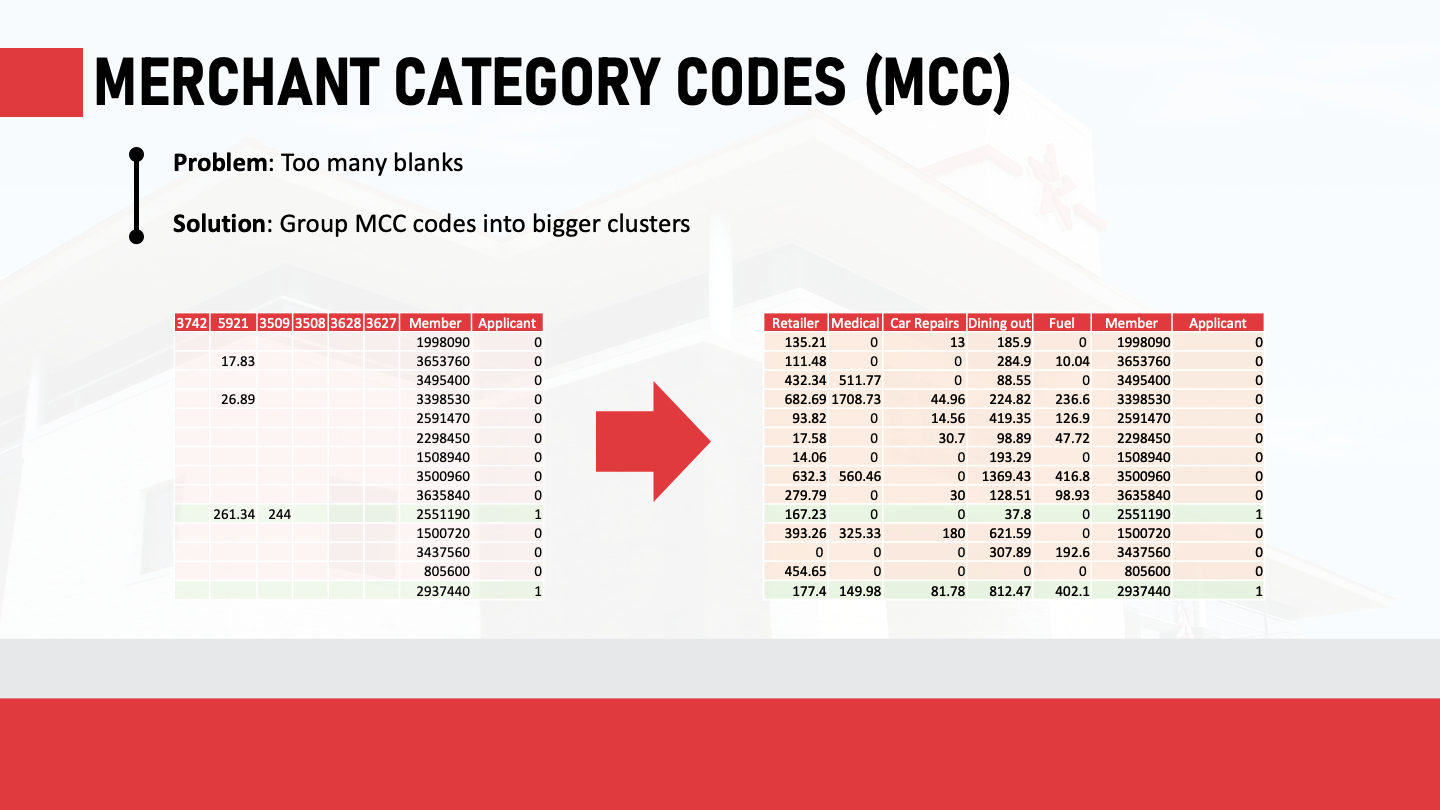 MERCHANT CATEGORY CODES (MCC)
Problem: Too many blanks
Solution: Group MCC codes into bigger clusters
3742 5921 3509 3508 3628 3627 Member Applicant
1998090 0
17.83 3653760 0
3495400 0
26.89 3398530 0
2591470 0
2298450 0
1508940 0
3500960 0
3635840 0
261.34 244 2551190 1
1500720 0
3437560 0
805600 0
2937440 1
Retailer Medical Car Repairs Dining out Fuel Member Applicant
135.21 0 13 185.9 0 1998090 0
111.48 0 0 284.9 10.04 3653760 0
432.34 511.77 0 88.55 0 3495400 0
682.69 1708.73 44.96 224.82 236.6 3398530 0
93.82 0 14.56 419.35 126.9 2591470 0
17.58 0 30.7 98.89 47.72 2298450 0
14.06 0 0 193.29 0 1508940 0
632.3 560.46 0 1369.43 416.8 3500960 0
279.79 0 30 128.51 98.93 3635840 0
167.23 0 0 37.8 0 2551190 1
393.26 325.33 180 621.59 0 1500720 0
0 0 0 307.89 192.6 3437560 0
454.65 0 0 0 0 805600 0
177.4 149.98 81.78 812.47 402.1 2937440 1